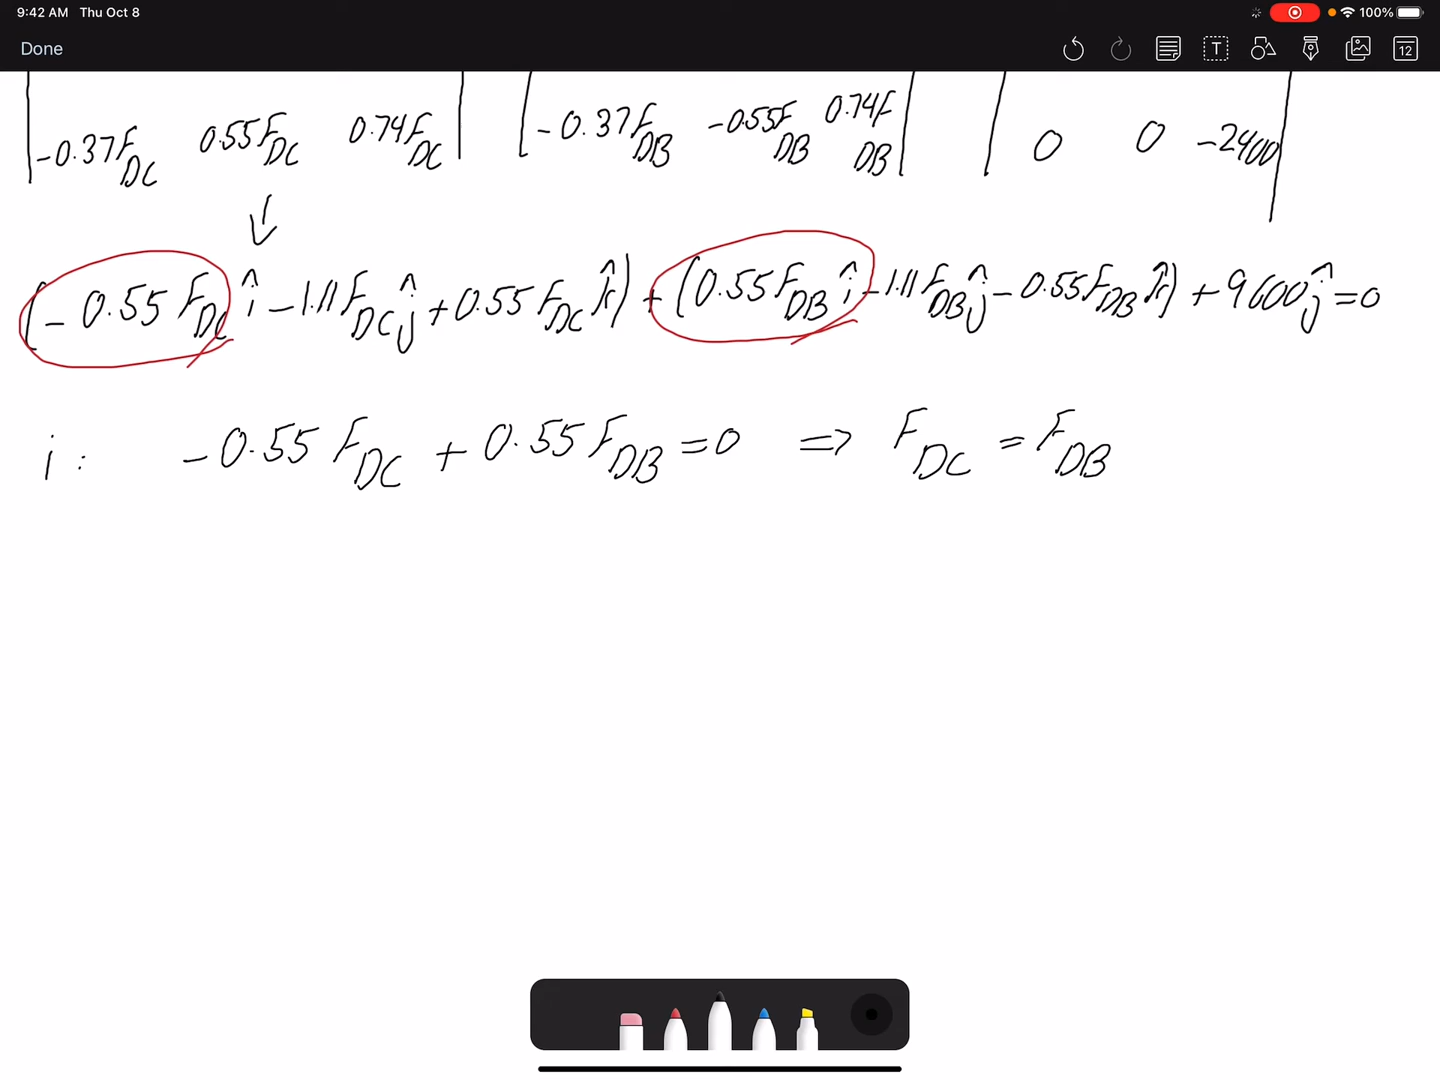 9:42 AM Thu Oct 8 100%
Done T 12
-0.37F_DC 0.55F_DC 0.74F_DC -0.37F_DB -0.55F_DB 0.74F_DB 0 0 -2400
(-0.55 F_DC î - 1.11 F_DC ĵ + 0.55 F_DC k̂) + (0.55 F_DB î - 1.11 F_DB ĵ - 0.55 F_DB k̂) + 9600 ĵ = 0
i: -0.55 F_DC + 0.55 F_DB = 0 => F_DC = F_DB